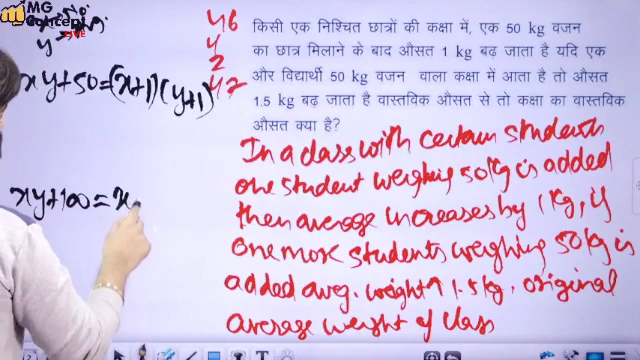 MG Concept
LIVE
xy+50=(x+1)(y+1)
xy+100=x
46
4
2
47
किसी एक निश्चित छात्रों की कक्षा में, एक 50 kg वजन
का छात्र मिलाने के बाद औसत 1 kg बढ़ जाता है यदि एक
और विद्यार्थी 50 kg वजन वाला कक्षा में आता है तो औसत
1.5 kg बढ़ जाता है वास्तविक औसत से तो कक्षा का वास्तविक
औसत क्या है?
In a class with certain students
one student weighing 50kg is added
then average increases by 1kg, if
one more students weighing 50kg is
added avg. weight ↑ 1.5kg, original
average weight of class